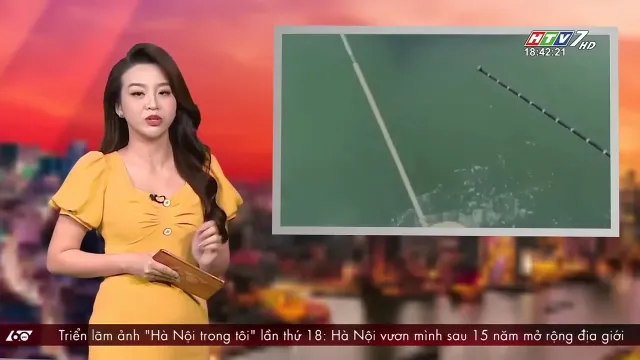 HTV7 HD
18:42:21
60 Triển lãm ảnh "Hà Nội trong tôi" lần thứ 18: Hà Nội vươn mình sau 15 năm mở rộng địa giới